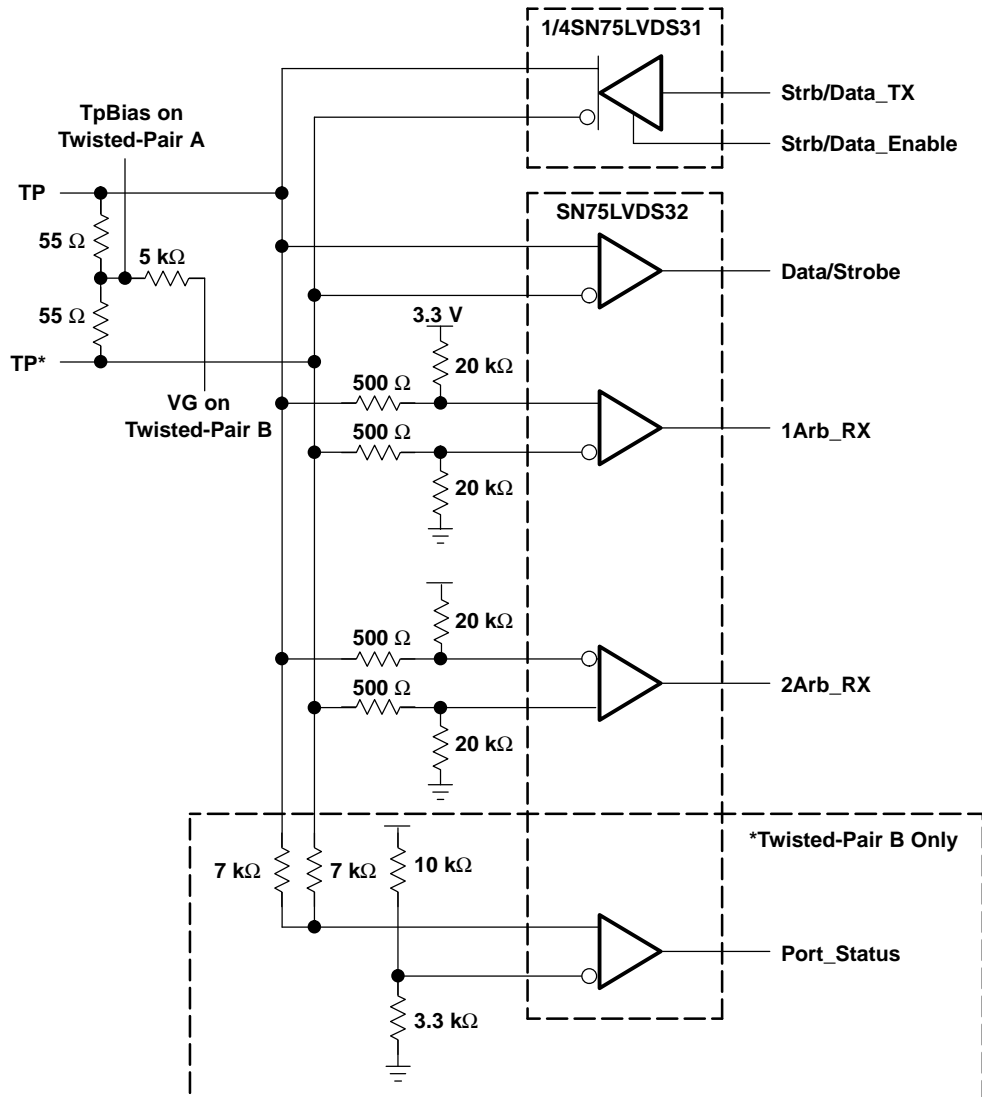 1/4SN75LVDS31
Strb/Data_TX
Strb/Data_Enable
TpBias on
Twisted-Pair A
TP
55 Ω
5 kΩ
55 Ω
TP*
VG on
Twisted-Pair B
SN75LVDS32
Data/Strobe
3.3 V
20 kΩ
500 Ω
500 Ω
1Arb_RX
20 kΩ
20 kΩ
500 Ω
500 Ω
2Arb_RX
20 kΩ
*Twisted-Pair B Only
7 kΩ
7 kΩ
10 kΩ
Port_Status
3.3 kΩ